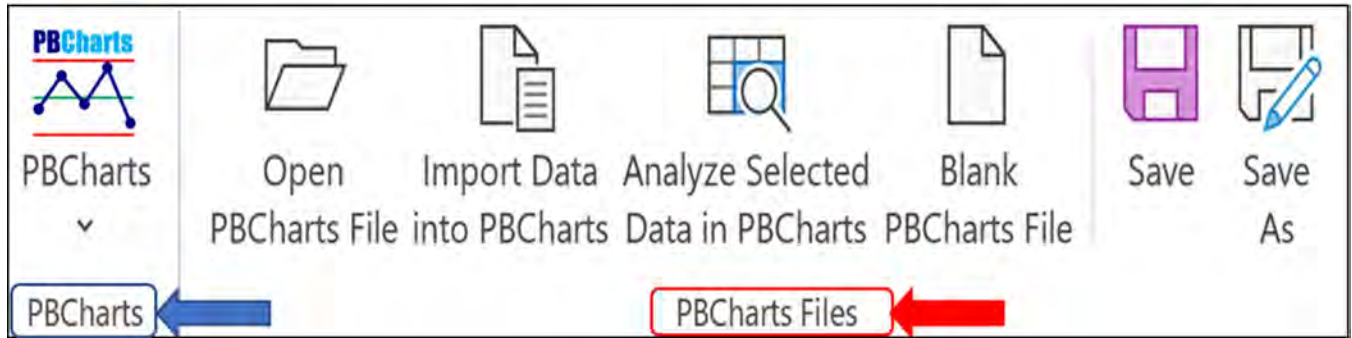 PBCharts
PBCharts
Open
PBCharts File
Import Data
into PBCharts
Analyze Selected
Data in PBCharts
Blank
PBCharts File
Save
Save
As
PBCharts
PBCharts Files